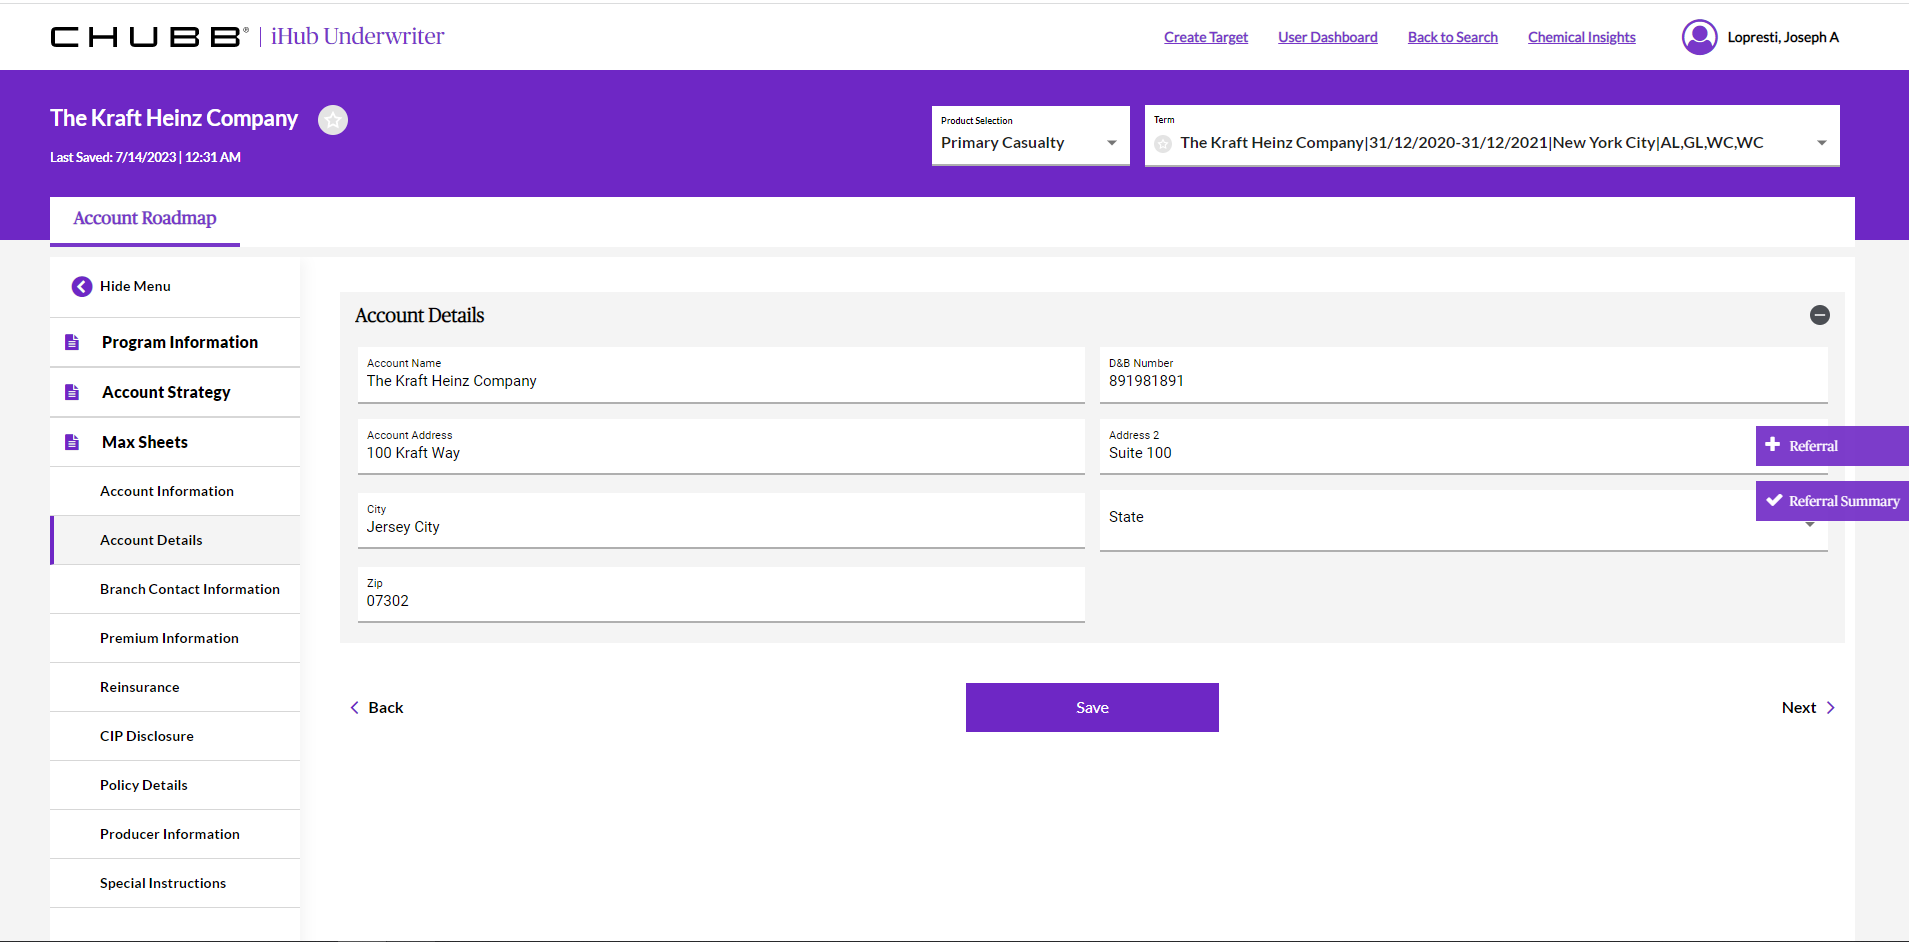 CHUBB® | iHub Underwriter
Create Target
User Dashboard
Back to Search
Chemical Insights
Lopresti, Joseph A
The Kraft Heinz Company
Last Saved: 7/14/2023 | 12:31 AM
Product Selection
Primary Casualty
Term
The Kraft Heinz Company|31/12/2020-31/12/2021|New York City|AL,GL,WC,WC
Account Roadmap
Hide Menu
Program Information
Account Strategy
Max Sheets
Account Information
Account Details
Branch Contact Information
Premium Information
Reinsurance
CIP Disclosure
Policy Details
Producer Information
Special Instructions
Account Details
Account Name
The Kraft Heinz Company
D&B Number
891981891
Account Address
100 Kraft Way
Address 2
Suite 100
City
Jersey City
State
Zip
07302
Referral
Referral Summary
Back
Save
Next